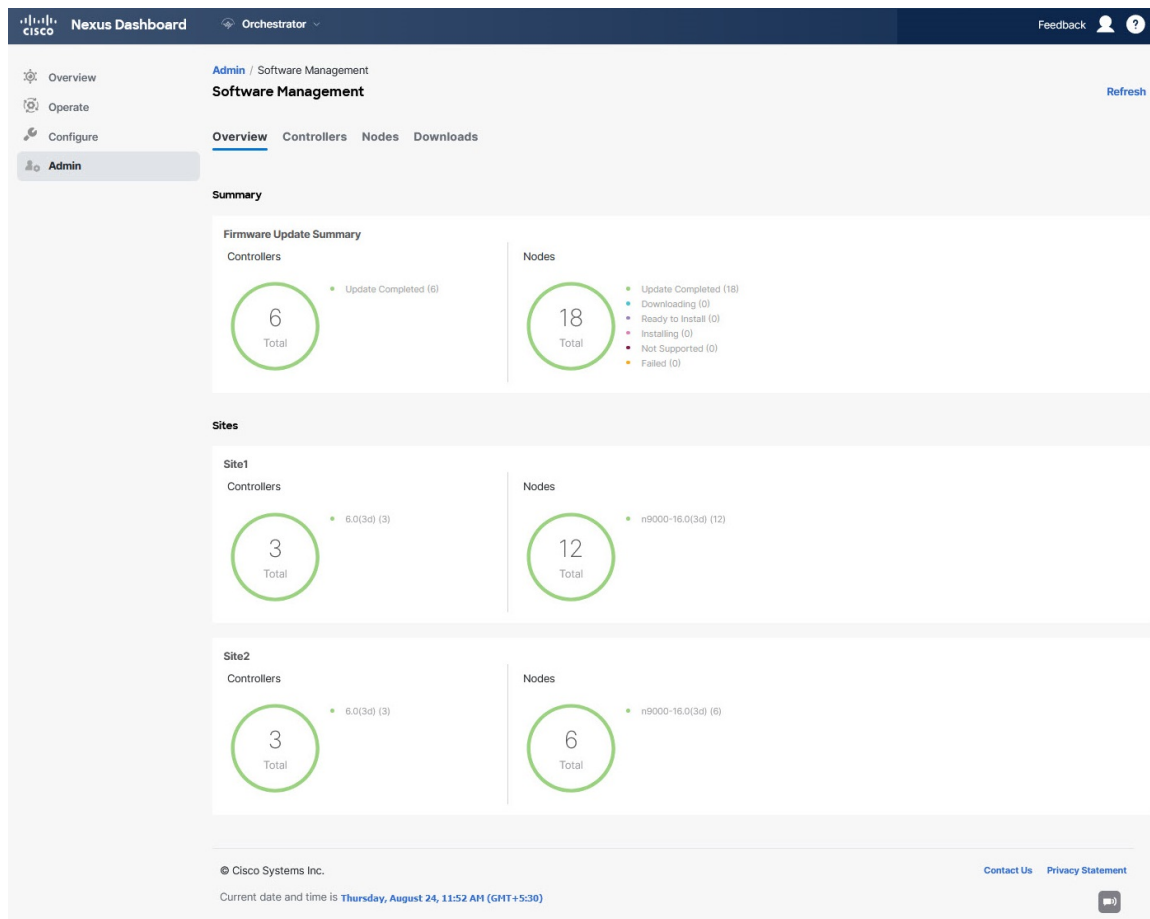 cisco Nexus Dashboard Orchestrator Feedback ?
Overview
Operate
Configure
Admin
Admin / Software Management
Software Management
Refresh
Overview Controllers Nodes Downloads
Summary
Firmware Update Summary
Controllers
6
Total
Update Completed (6)
Nodes
18
Total
Update Completed (18)
Downloading (0)
Ready to Install (0)
Installing (0)
Not Supported (0)
Failed (0)
Sites
Site1
Controllers
3
Total
6.0(3d) (3)
Nodes
12
Total
n9000-16.0(3d) (12)
Site2
Controllers
3
Total
6.0(3d) (3)
Nodes
6
Total
n9000-16.0(3d) (6)
© Cisco Systems Inc.
Contact Us Privacy Statement
Current date and time is Thursday, August 24, 11:52 AM (GMT+5:30)